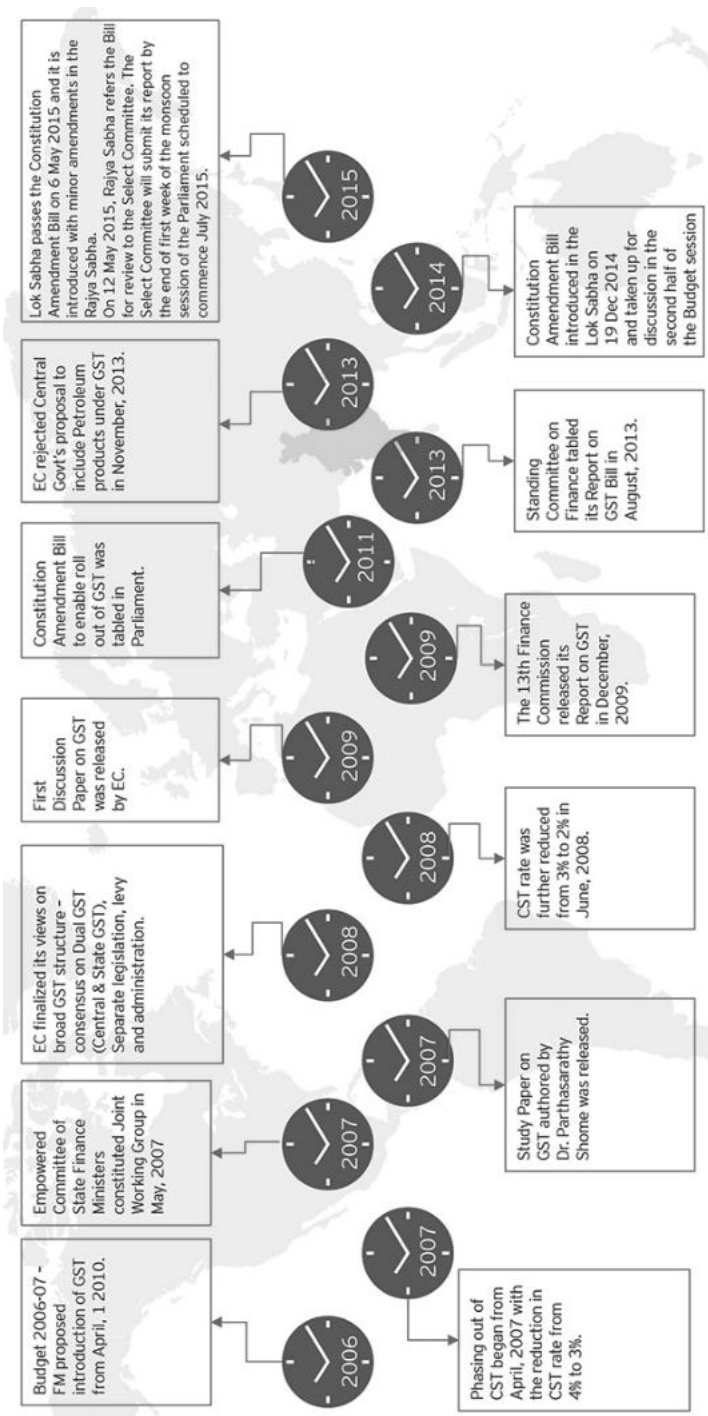 Budget 2006-07 –
FM proposed
introduction of GST
from April, 1 2010.
2006
Phasing out of
CST began from
April, 2007 with
the reduction in
CST rate from
4% to 3%.
2007
Empowered
Committee of
State Finance
Ministers
constituted Joint
Working Group in
May, 2007
2007
Study Paper on
GST authored by
Dr. Parthasarathy
Shome was released.
2007
EC finalized its views on
broad GST structure –
consensus on Dual GST
(Central & State GST),
Separate legislation, levy
and administration.
2008
CST rate was
further reduced
from 3% to 2% in
June, 2008.
2008
First
Discussion
Paper on GST
was released
by EC.
2009
The 13th Finance
Commission
released its
Report on GST
in December,
2009.
2009
Constitution
Amendment Bill
to enable roll
out of GST was
tabled in
Parliament.
2011
Standing
Committee on
Finance tabled
its Report on
GST Bill in
August, 2013.
2013
EC rejected Central
Govt's proposal to
include Petroleum
products under GST
in November, 2013.
2013
Constitution
Amendment Bill
introduced in the
Lok Sabha on
19 Dec 2014
and taken up for
discussion in the
second half of
the Budget session
2014
Lok Sabha passes the Constitution
Amendment Bill on 6 May 2015 and it is
introduced with minor amendments in the
Rajya Sabha.
On 12 May 2015, Rajya Sabha refers the Bill
for review to the Select Committee. The
Select Committee will submit its report by
the end of first week of the monsoon
session of the Parliament scheduled to
commence July 2015.
2015